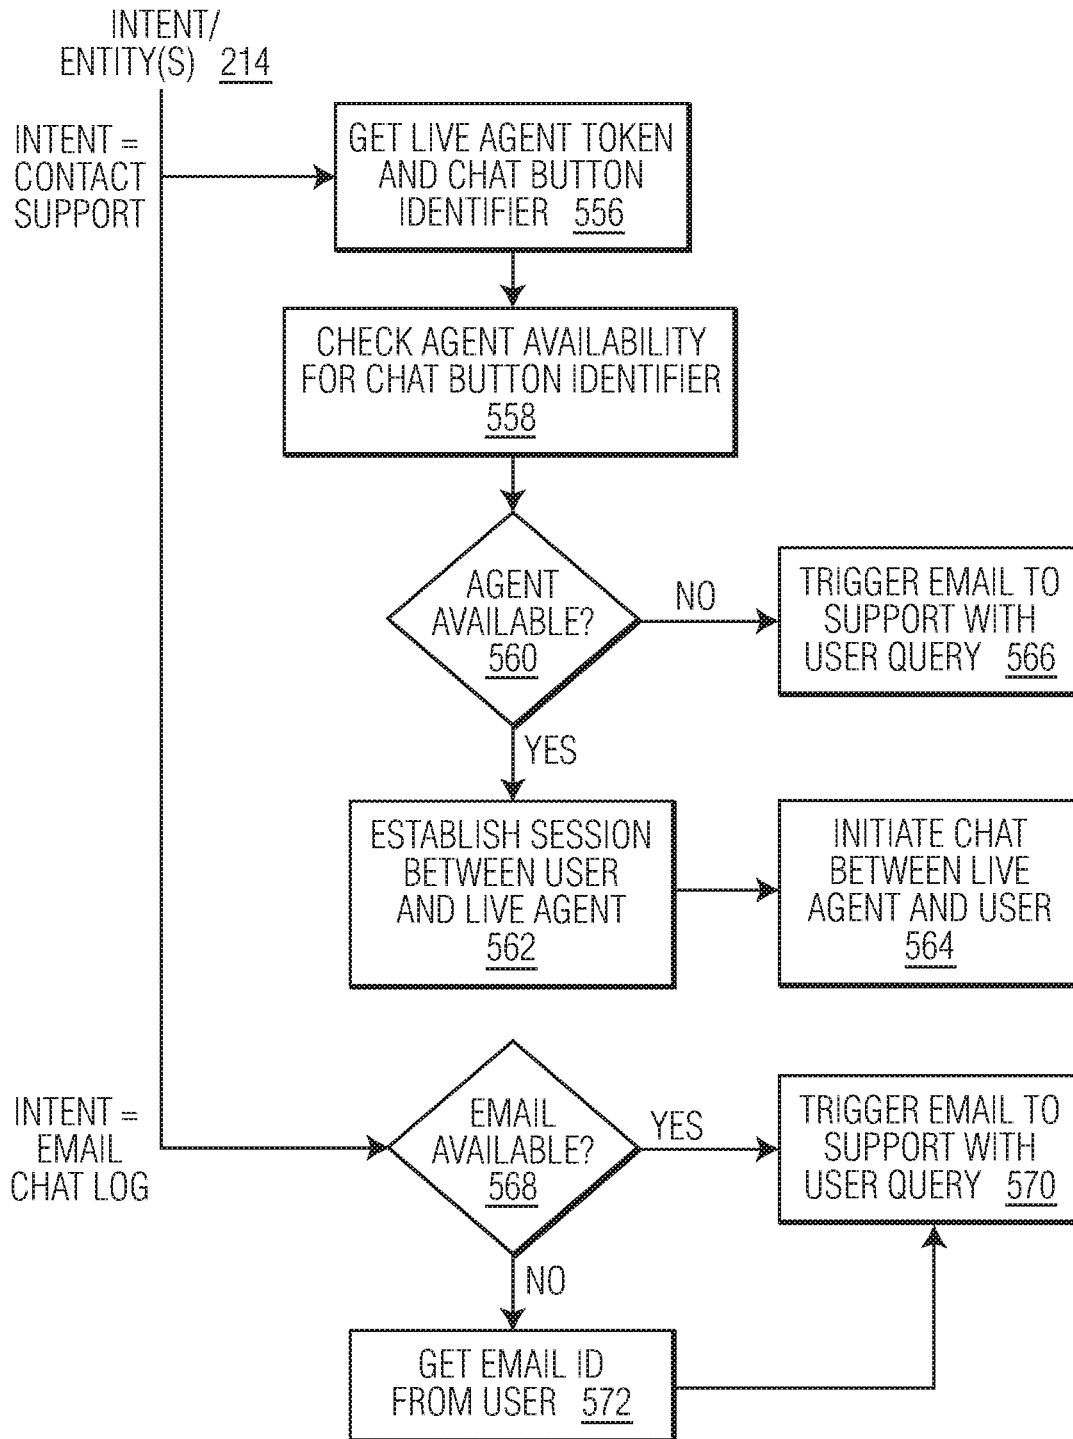 INTENT/
ENTITY(S) 214
INTENT =
CONTACT
SUPPORT
GET LIVE AGENT TOKEN
AND CHAT BUTTON
IDENTIFIER 556
CHECK AGENT AVAILABILITY
FOR CHAT BUTTON IDENTIFIER
558
AGENT
AVAILABLE?
560
NO
TRIGGER EMAIL TO
SUPPORT WITH
USER QUERY 566
YES
ESTABLISH SESSION
BETWEEN USER
AND LIVE AGENT
562
INITIATE CHAT
BETWEEN LIVE
AGENT AND USER
564
INTENT =
EMAIL
CHAT LOG
EMAIL
AVAILABLE?
568
YES
TRIGGER EMAIL TO
SUPPORT WITH
USER QUERY 570
NO
GET EMAIL ID
FROM USER 572